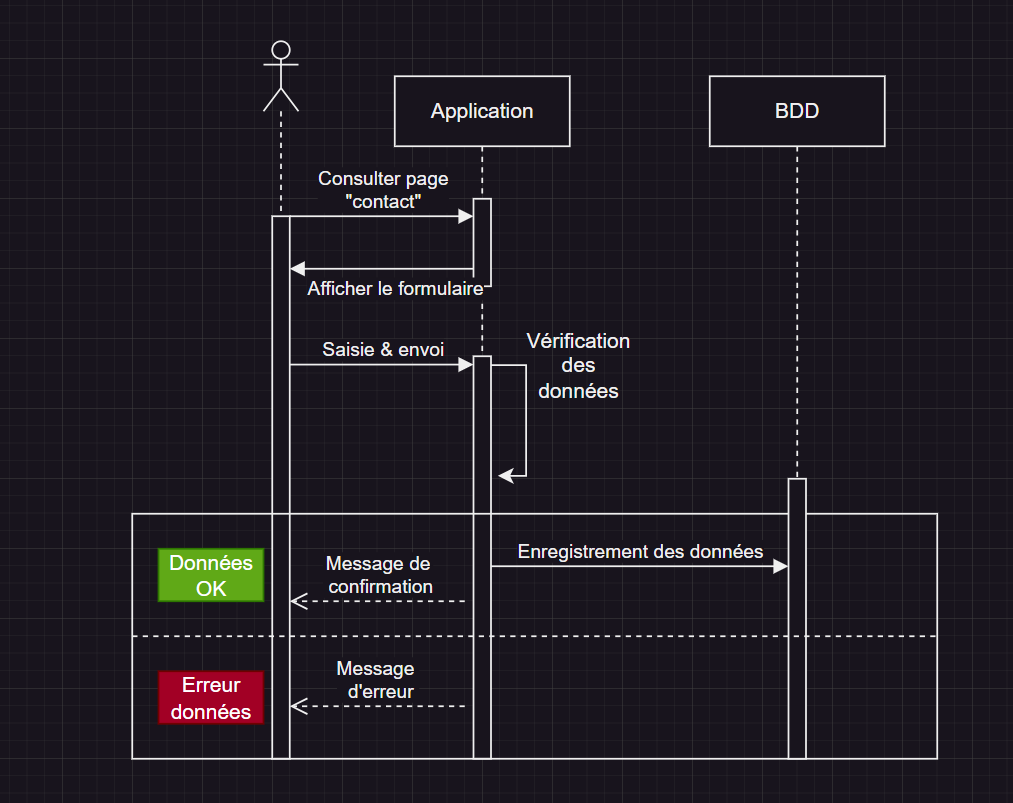 Application
BDD
Consulter page
"contact"
Afficher le formulaire
Saisie & envoi
Vérification
des
données
Enregistrement des données
Données
OK
Message de
confirmation
Message
d'erreur
Erreur
données